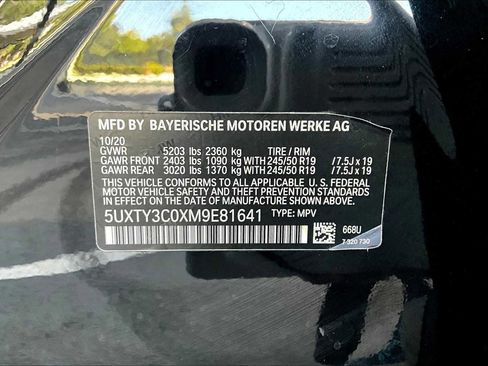 MFD BY BAYERISCHE MOTOREN WERKE AG
10/20
GVWR 5203 lbs 2360 kg TIRE / RIM
GAWR FRONT 2403 lbs 1090 kg WITH 245/50 R19 /7.5J x 19
GAWR REAR 3020 lbs 1370 kg WITH 245/50 R19 /7.5J x 19
THIS VEHICLE CONFORMS TO ALL APPLICABLE U. S. FEDERAL
MOTOR VEHICLE SAFETY AND THEFT PREVENTION STANDARDS
IN EFFECT ON THE DATE OF MANUFACTURE SHOWN ABOVE.
5UXTY3C0XM9E81641 TYPE: MPV
668U
7 320 730